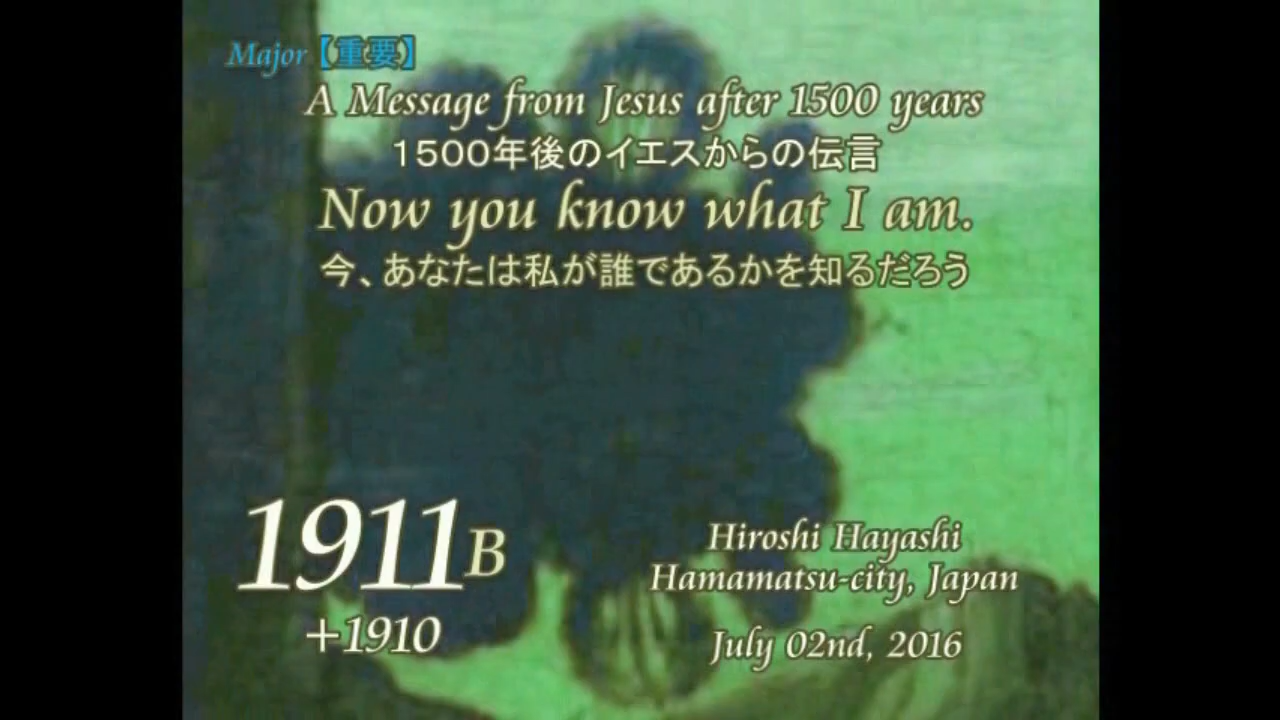 Major【重要】
A Message from Jesus after 1500 years
１５００年後のイエスからの伝言
Now you know what I am.
今、あなたは私が誰であるかを知るだろう
1911B
+1910
Hiroshi Hayashi
Hamamatsu-city, Japan
July 02nd, 2016